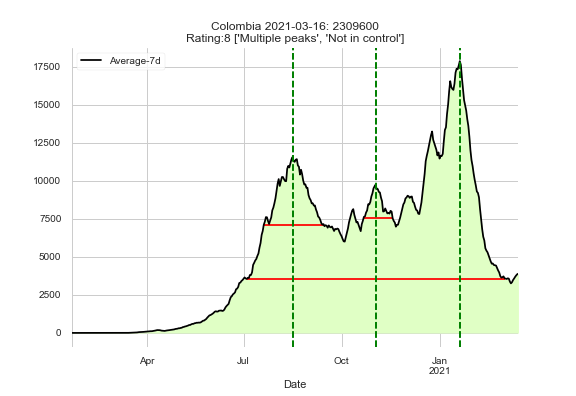 Colombia 2021-03-16: 2309600
Rating:8 ['Multiple peaks', 'Not in control']
Average-7d
17500
15000
12500
10000
7500
5000
2500
0
Apr
Jul
Oct
Jan
2021
Date